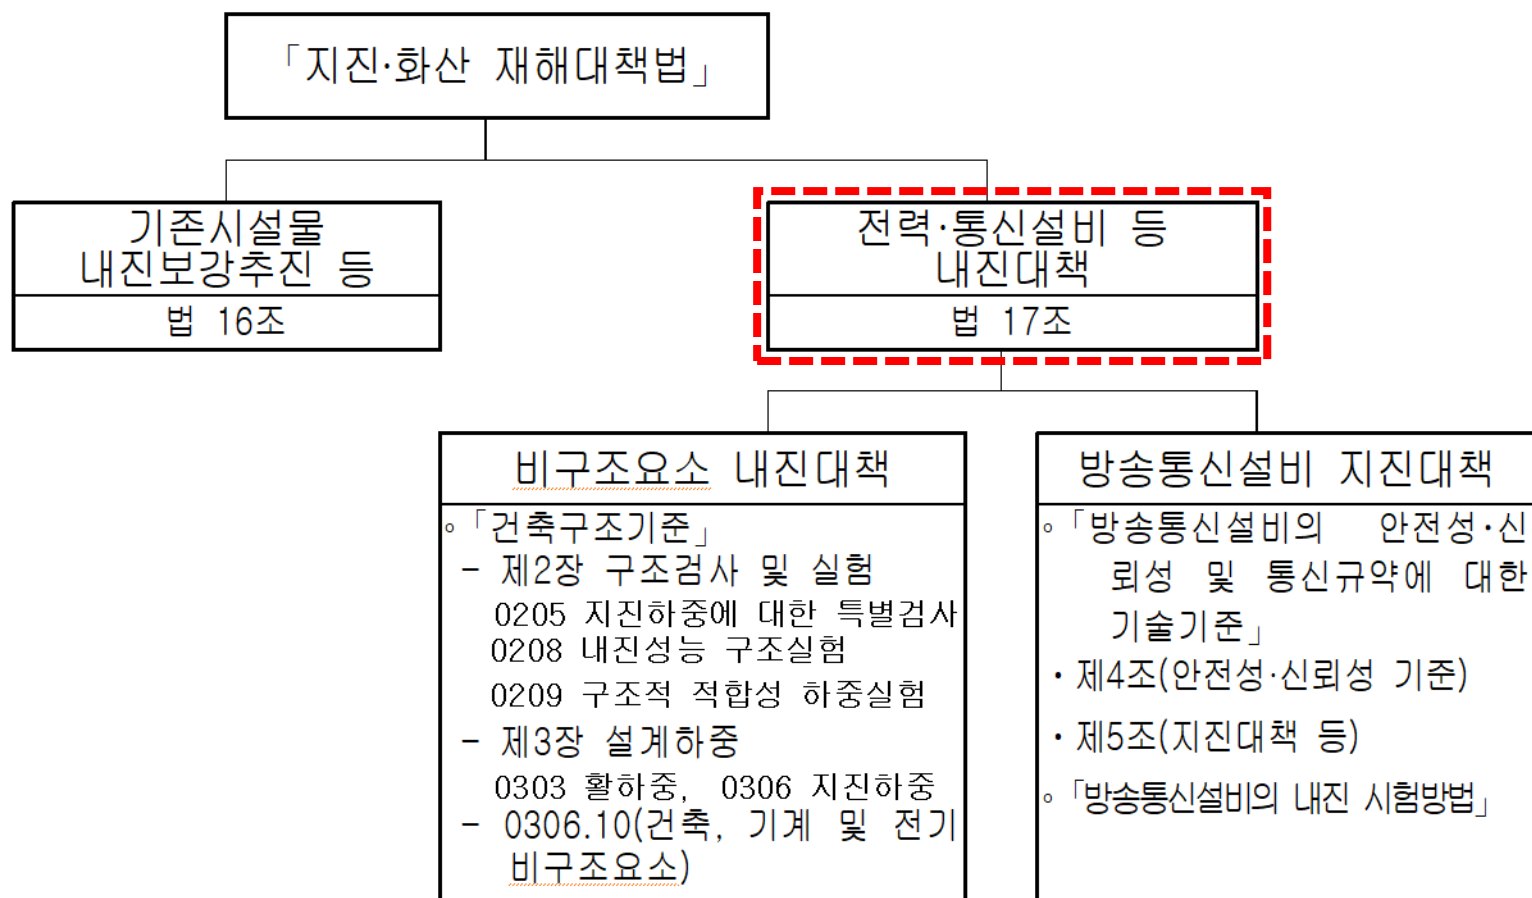 「지진·화산 재해대책법」
기존시설물
내진보강추진 등
법 16조
전력·통신설비 등
내진대책
법 17조
비구조요소 내진대책
∘「건축구조기준」
- 제2장 구조검사 및 실험
0205 지진하중에 대한 특별검사
0208 내진성능 구조실험
0209 구조적 적합성 하중실험
- 제3장 설계하중
0303 활하중, 0306 지진하중
- 0306.10(건축, 기계 및 전기
비구조요소)
방송통신설비 지진대책
∘「방송통신설비의 안전성·신
뢰성 및 통신규약에 대한
기술기준」
· 제4조(안전성·신뢰성 기준)
· 제5조(지진대책 등)
∘「방송통신설비의 내진 시험방법」